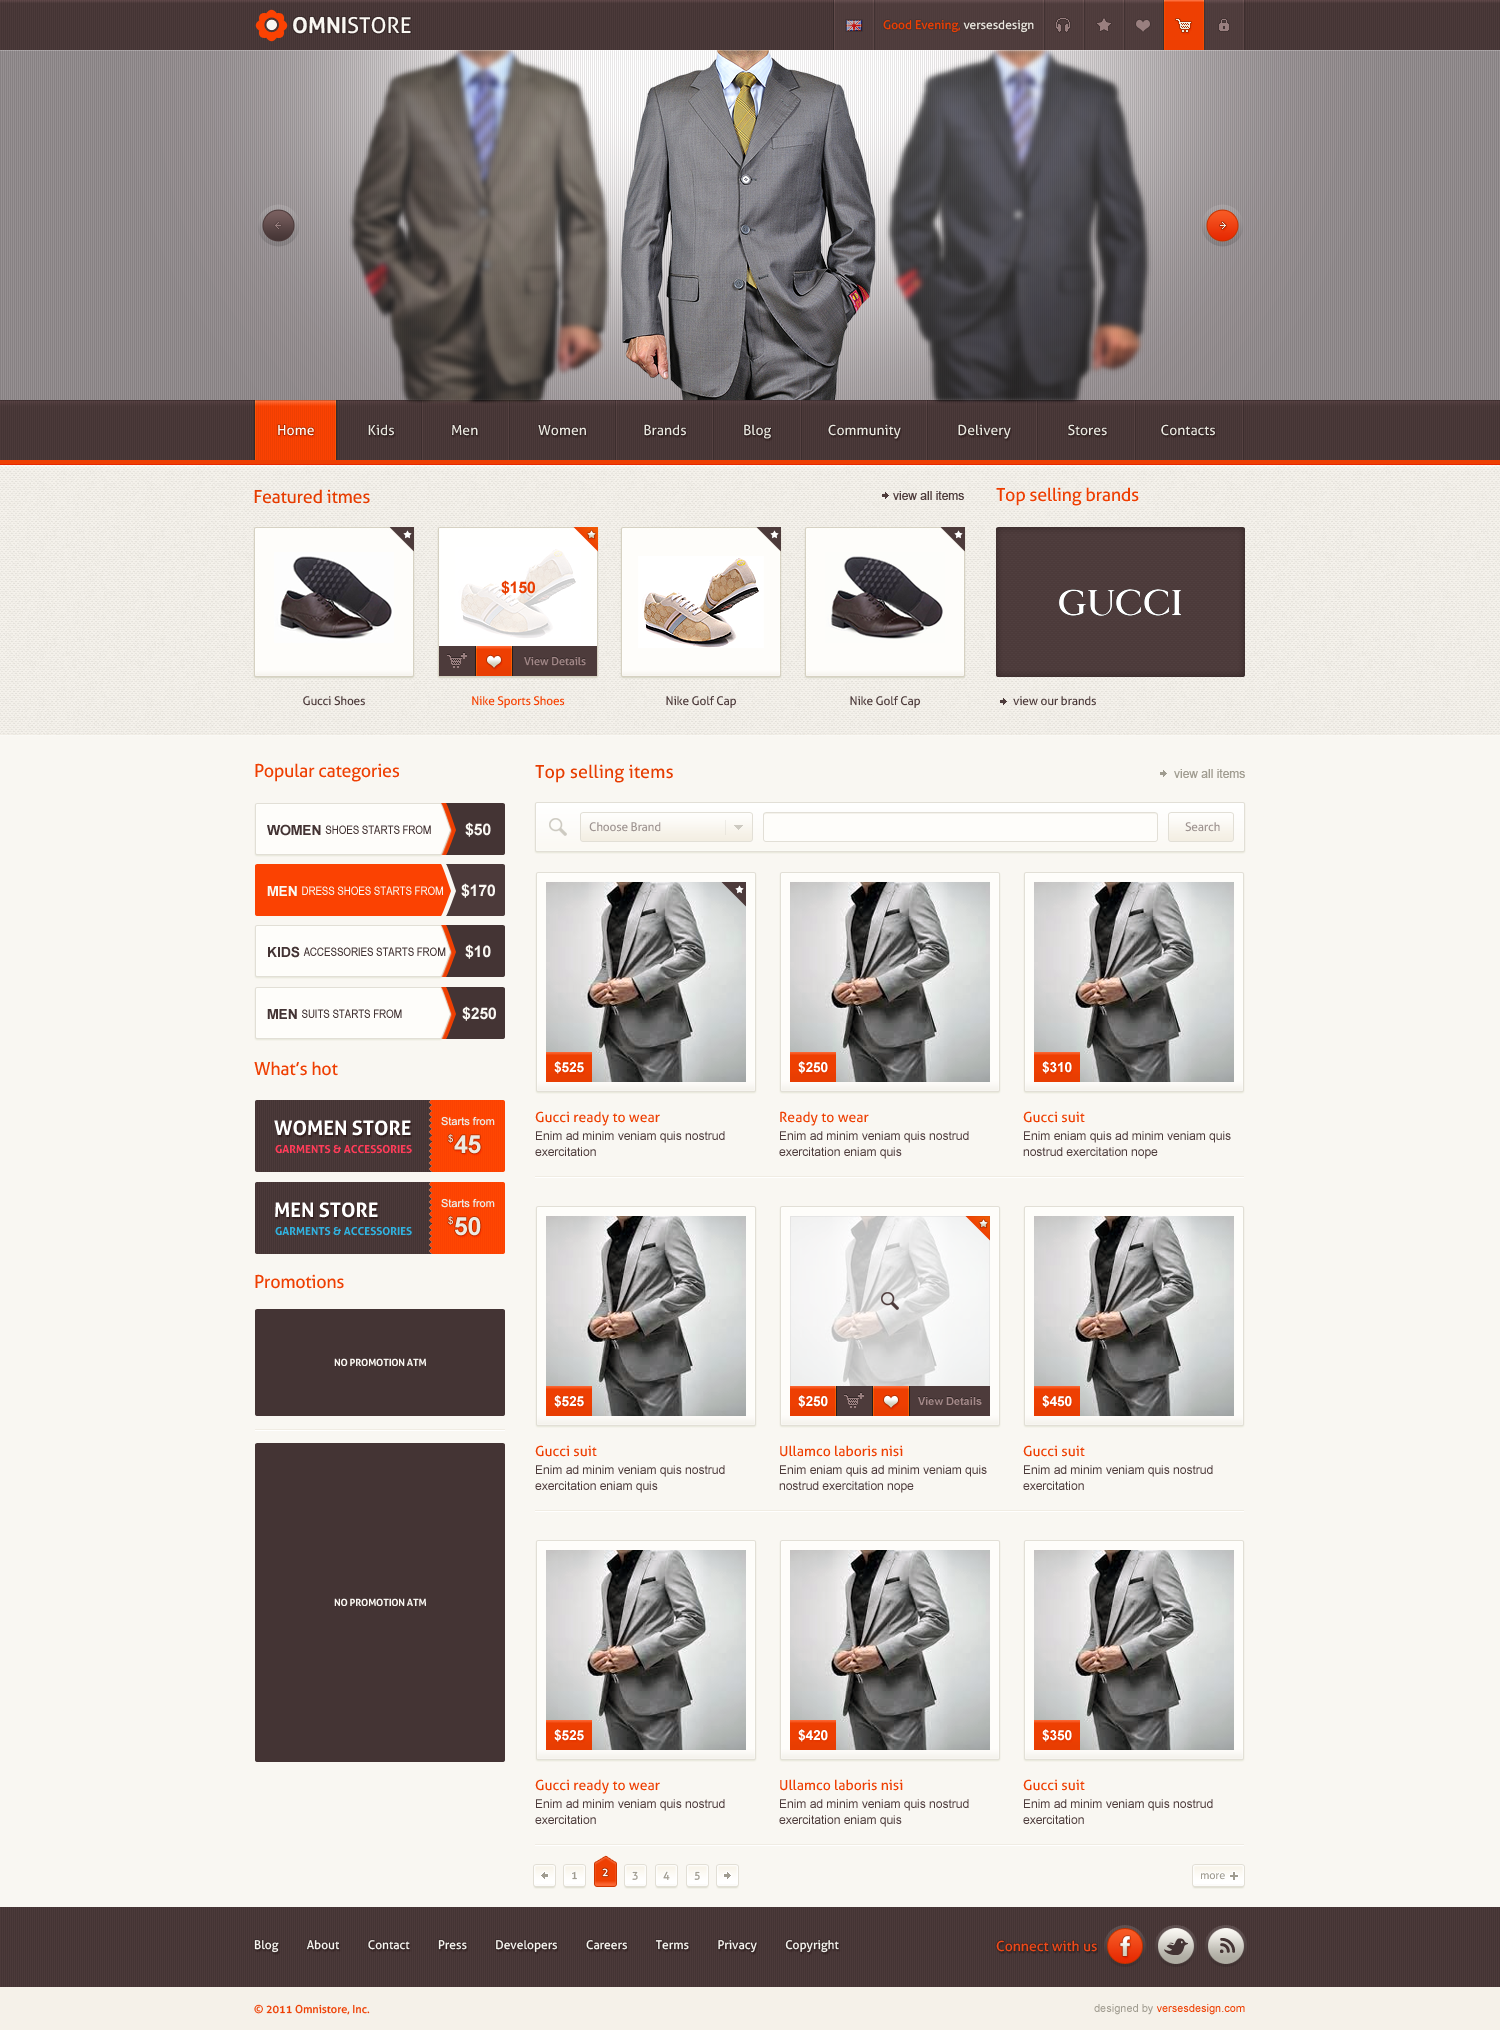 OMNISTORE
Good Evening, versesdesign
Home Kids Men Women Brands Blog Community Delivery Stores Contacts
Featured itmes
view all items
Top selling brands
$150
View Details
GUCCI
Gucci Shoes
Nike Sports Shoes
Nike Golf Cap
Nike Golf Cap
view our brands
Popular categories
WOMEN SHOES STARTS FROM $50
MEN DRESS SHOES STARTS FROM $170
KIDS ACCESSORIES STARTS FROM $10
MEN SUITS STARTS FROM $250
What's hot
WOMEN STORE
GARMENTS & ACCESSORIES
Starts from
$45
MEN STORE
GARMENTS & ACCESSORIES
Starts from
$50
Promotions
NO PROMOTION ATM
NO PROMOTION ATM
Top selling items
view all items
Choose Brand
Search
$525
$250
$310
Gucci ready to wear
Enim ad minim veniam quis nostrud
exercitation
Ready to wear
Enim ad minim veniam quis nostrud
exercitation eniam quis
Gucci suit
Enim eniam quis ad minim veniam quis
nostrud exercitation nope
$525
$250
View Details
$450
Gucci suit
Enim ad minim veniam quis nostrud
exercitation eniam quis
Ullamco laboris nisi
Enim eniam quis ad minim veniam quis
nostrud exercitation nope
Gucci suit
Enim ad minim veniam quis nostrud
exercitation
$525
$420
$350
Gucci ready to wear
Enim ad minim veniam quis nostrud
exercitation
Ullamco laboris nisi
Enim ad minim veniam quis nostrud
exercitation eniam quis
Gucci suit
Enim ad minim veniam quis nostrud
exercitation
1 2 3 4 5
more +
Blog About Contact Press Developers Careers Terms Privacy Copyright
Connect with us
f
© 2011 Omnistore, Inc.
designed by versesdesign.com